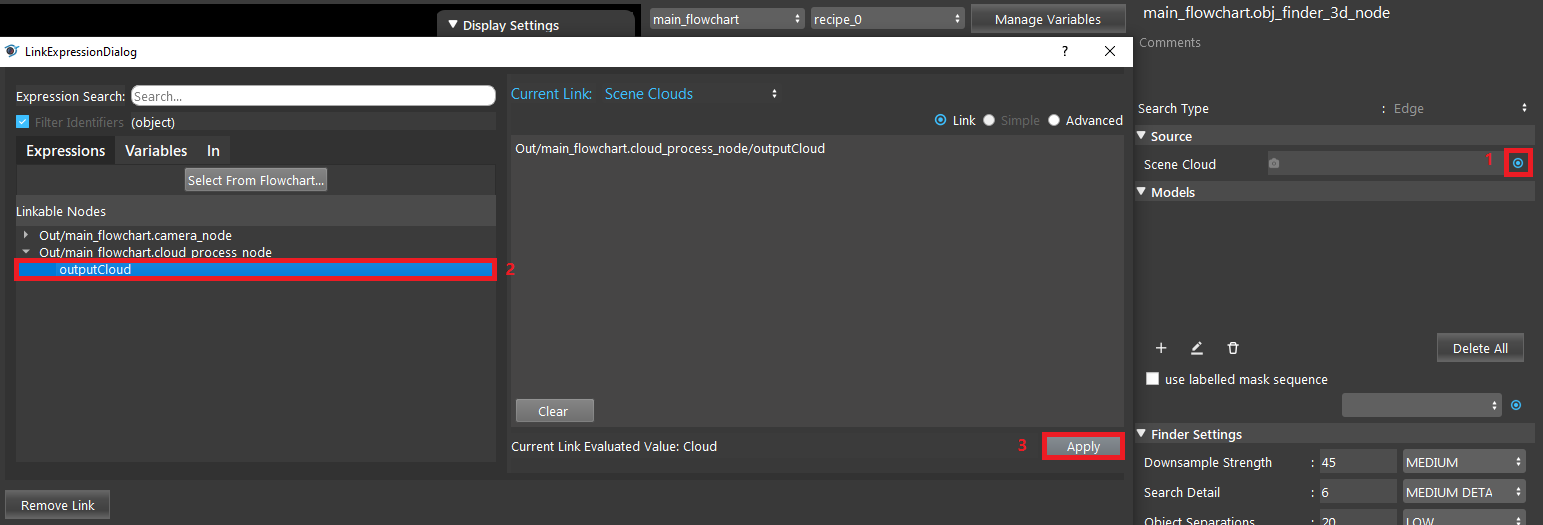 ▼ Display Settings
main_flowchart
recipe_0
Manage Variables
main_flowchart.obj_finder_3d_node
Comments
LinkExpressionDialog
?
Expression Search:
Search...
Filter Identifiers (object)
Expressions
Variables
In
Select From Flowchart...
Linkable Nodes
Out/main_flowchart.camera_node
Out/main_flowchart.cloud_process_node
outputCloud
2
Current Link: Scene Clouds
Link
Simple
Advanced
Out/main_flowchart.cloud_process_node/outputCloud
Clear
Current Link Evaluated Value: Cloud
3
Apply
Remove Link
Search Type : Edge
Source
Scene Cloud
1
Models
Delete All
use labelled mask sequence
Finder Settings
Downsample Strength : 45 MEDIUM
Search Detail : 6 MEDIUM DETA
Object Separations : 20 LOW